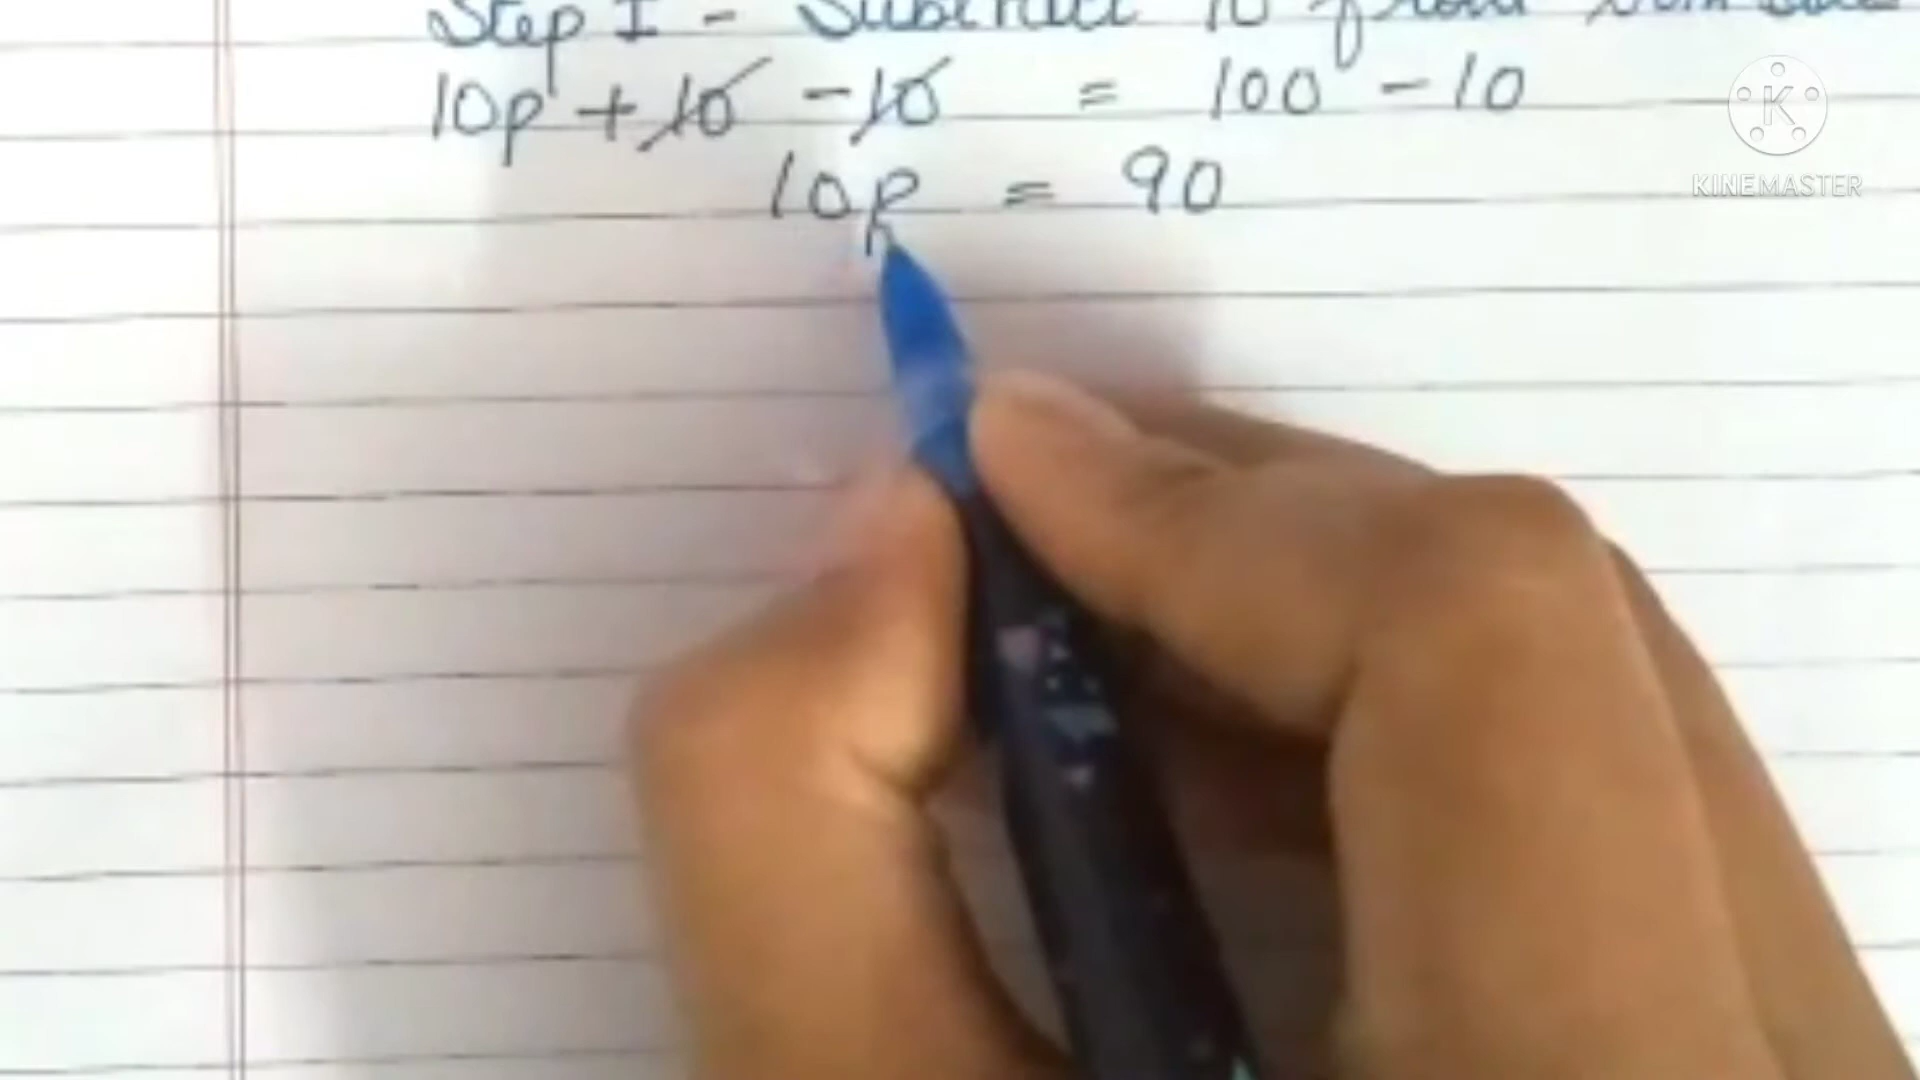 Step I - Subtract 10 from both sides
10p + 10 - 10 = 100 - 10
10p = 90
K
KINEMASTER